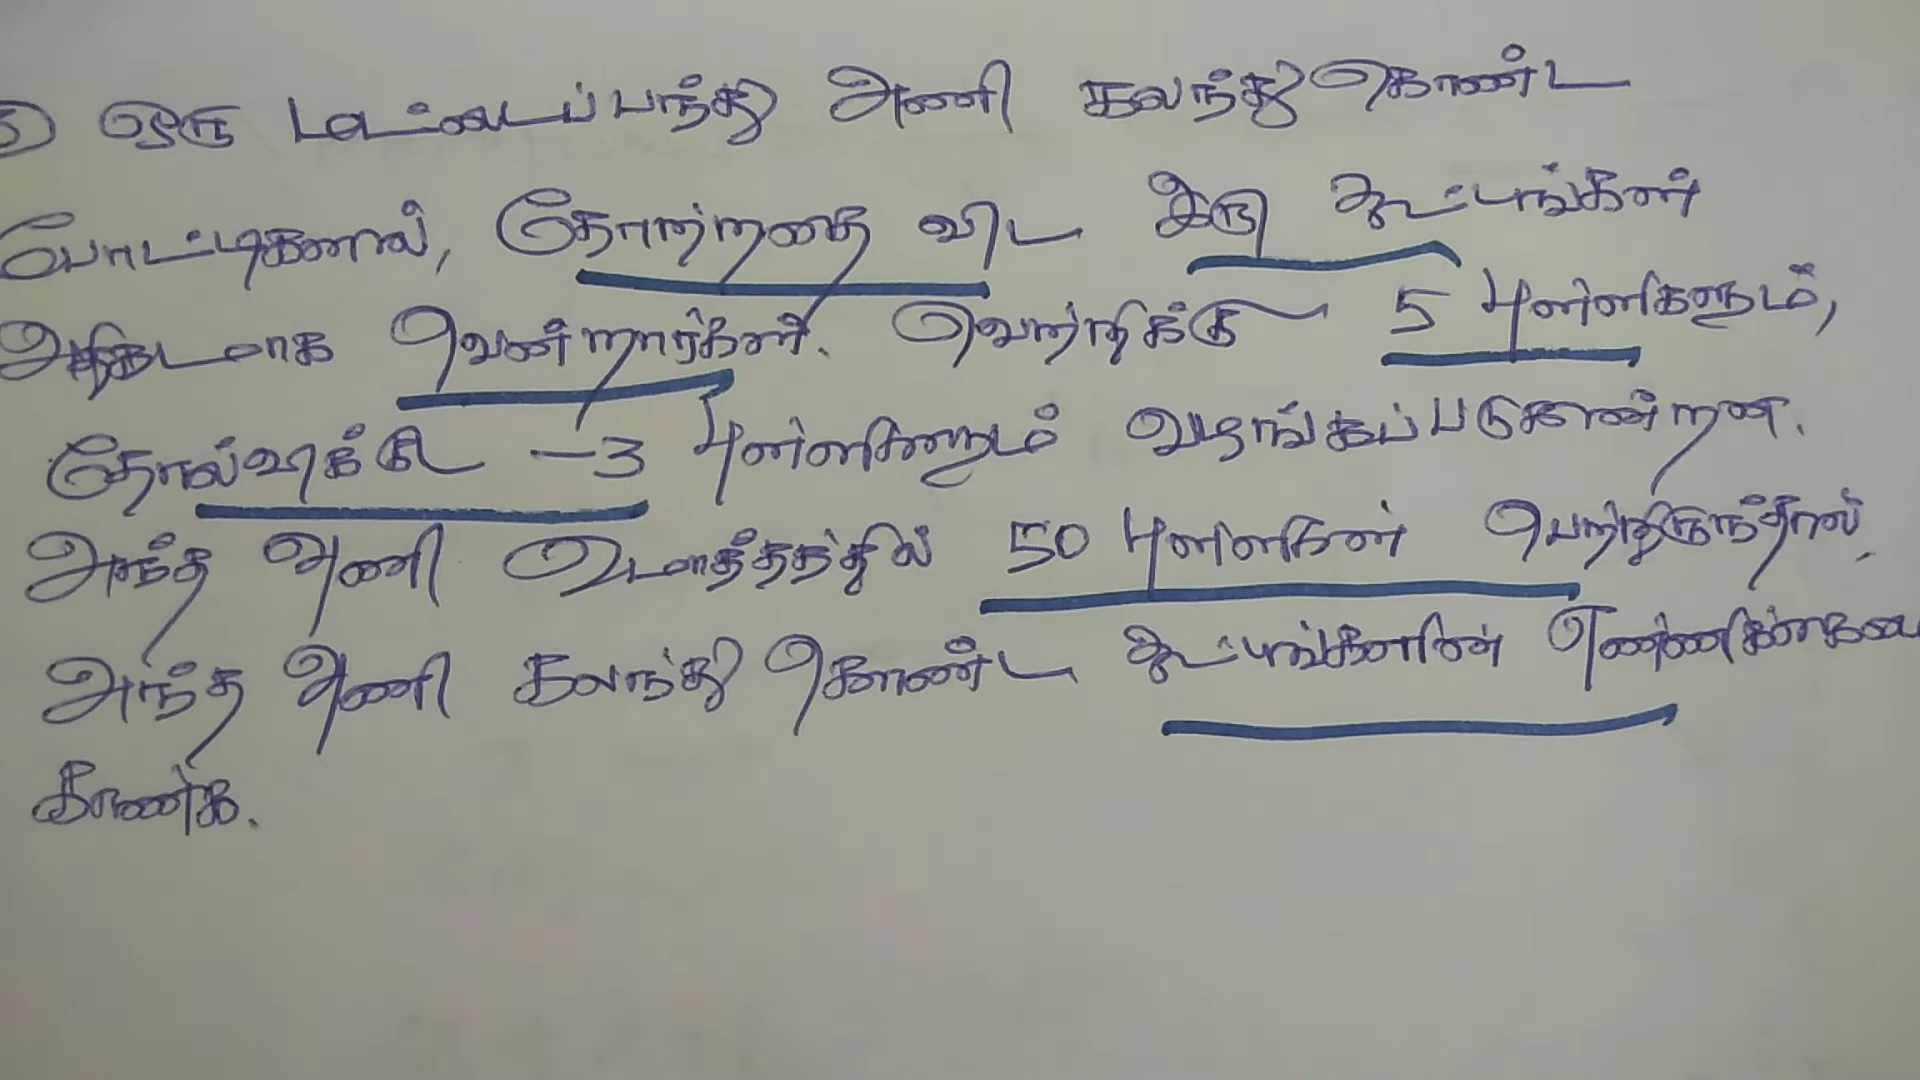 5) ஒரு மட்டைப்பந்து அணி கலந்து கொண்ட
போட்டிகளால், தோற்றதை விட இரு ஆட்டங்கள்
அதிகமாக வென்றார்கள். வெற்றிக்கு 5 புள்ளிகளும்,
தோல்விக்கு -3 புள்ளிகளும் வழங்கப்படுகின்றன.
அந்த அணி மொத்தத்தில் 50 புள்ளிகள் பெற்றிருந்தால்,
அந்த அணி கலந்து கொண்ட ஆட்டங்களின் எண்ணிக்கையை
காண்க.